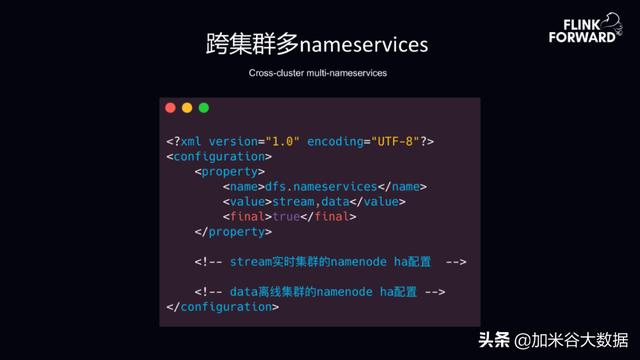 跨集群多nameservices
FLINK
FORWARD
Cross-cluster multi-nameservices
<?xml version="1.0" encoding="UTF-8"?>
<configuration>
<property>
<name>dfs.nameservices</name>
<value>stream,data</value>
<final>true</final>
</property>
<!-- stream实时集群的namenode ha配置 -->
<!-- data离线集群的namenode ha配置 -->
</configuration>
头条 @加米谷大数据